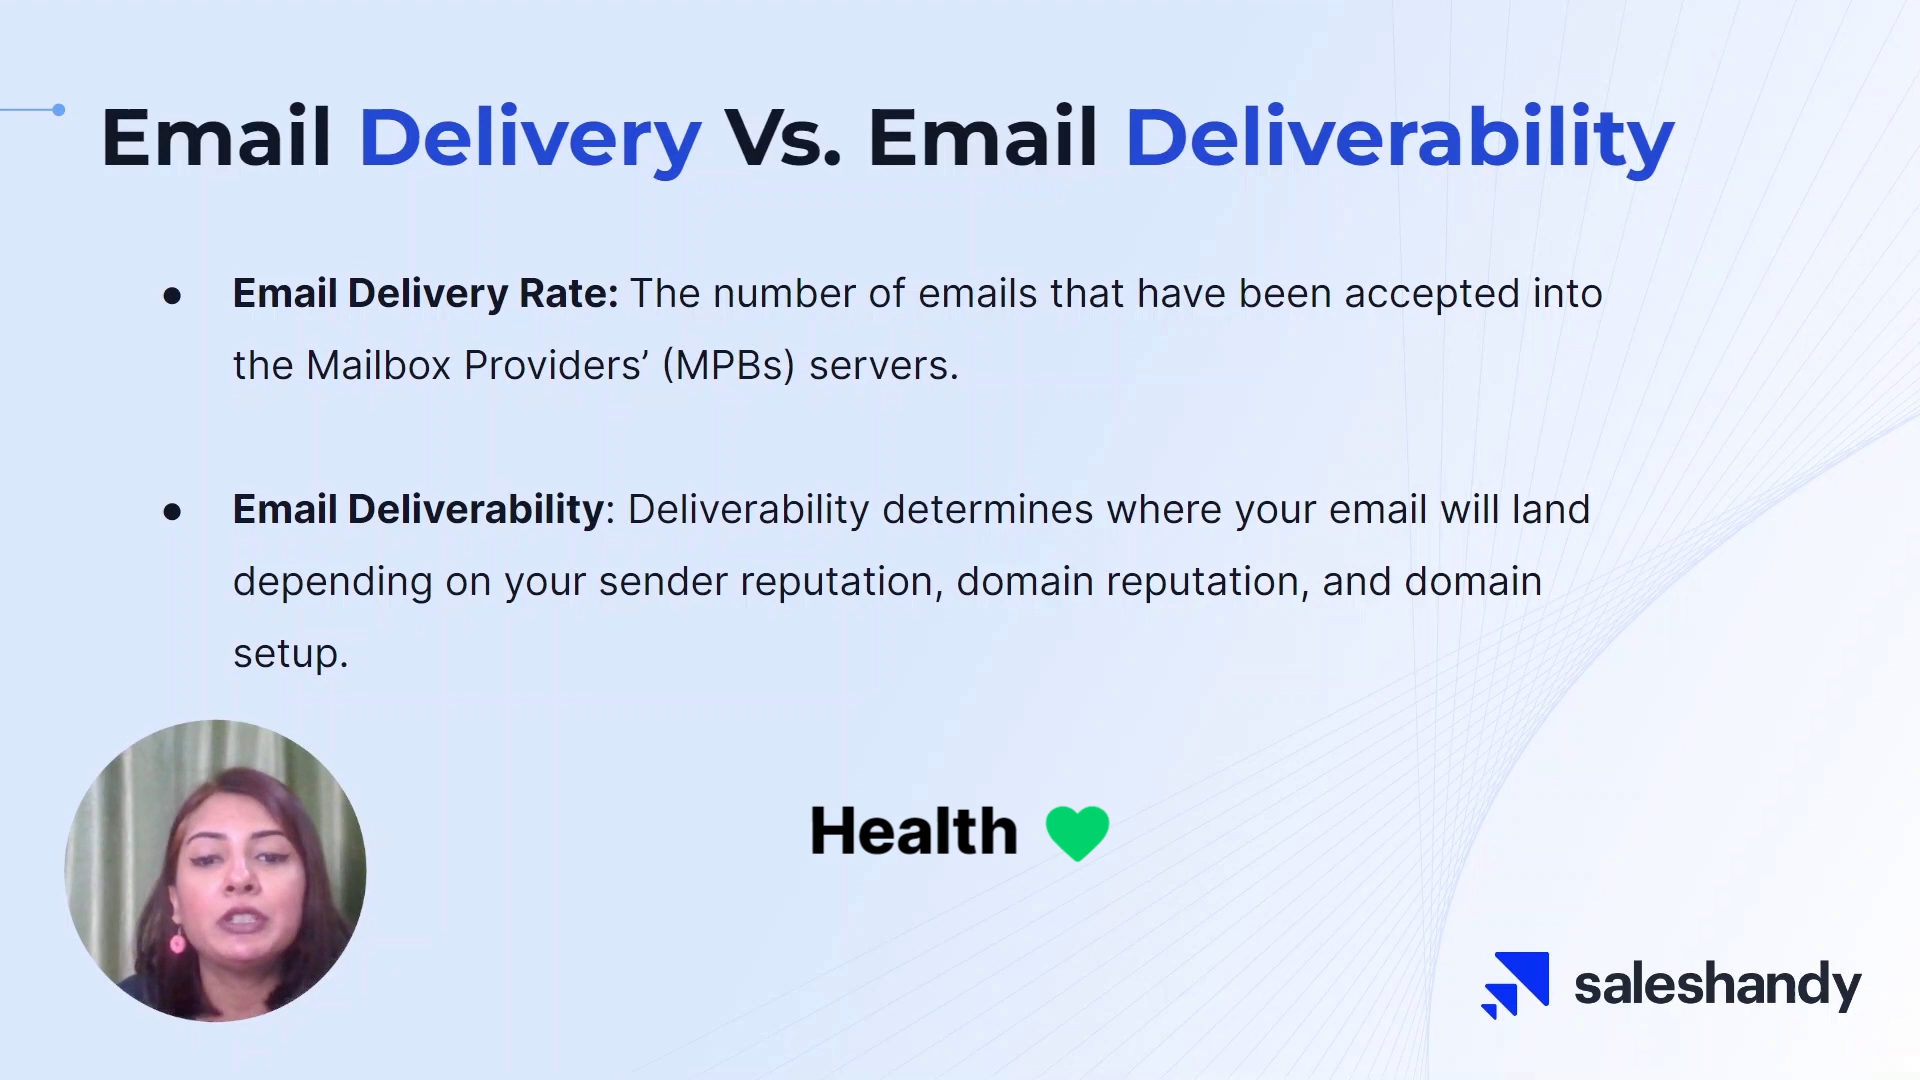 Email Delivery Vs. Email Deliverability
● Email Delivery Rate: The number of emails that have been accepted into
the Mailbox Providers’ (MPBs) servers.
● Email Deliverability: Deliverability determines where your email will land
depending on your sender reputation, domain reputation, and domain
setup.
Health 💚
saleshandy